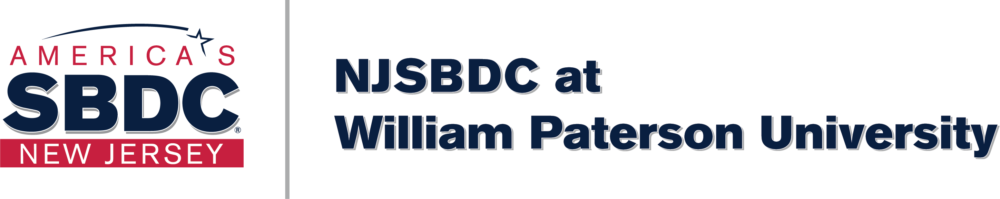 AMERICA'S
SBDC®
NEW JERSEY
NJSBDC at
William Paterson University